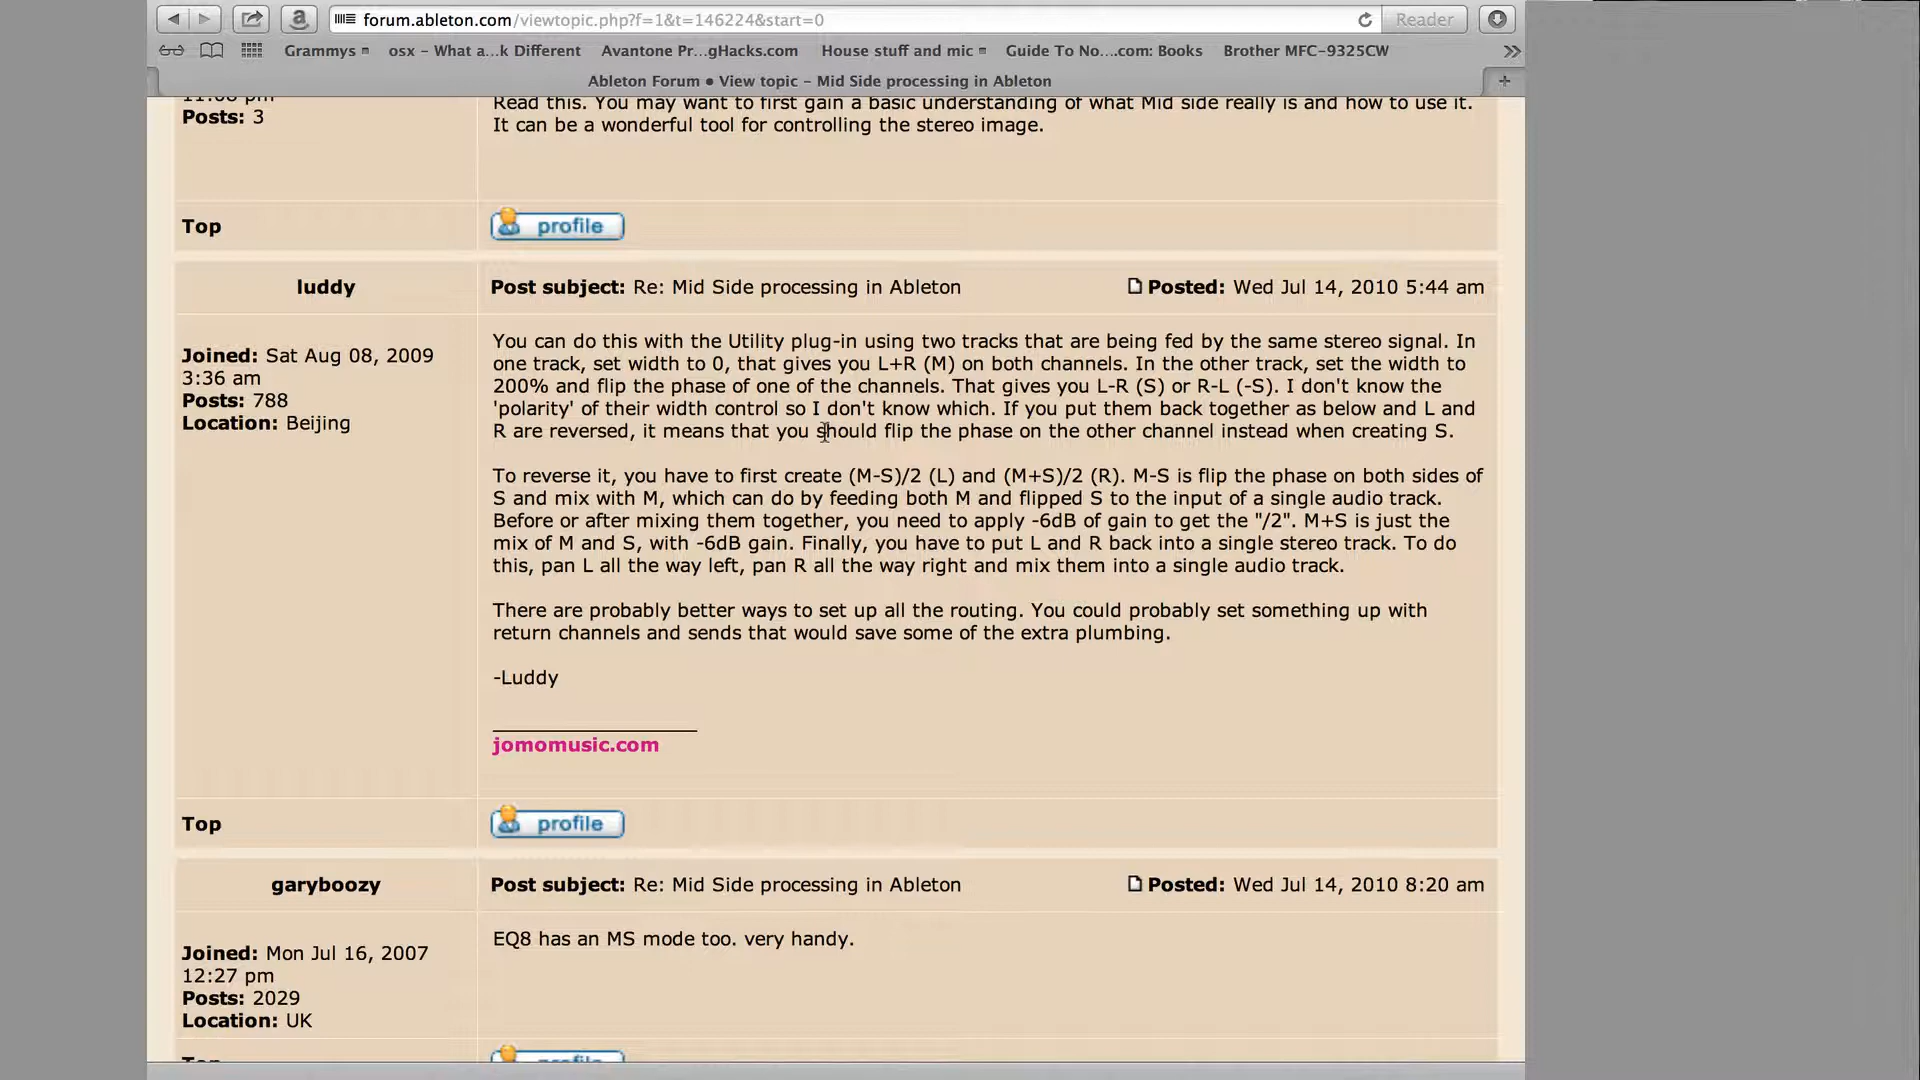 forum.ableton.com/viewtopic.php?f=1&t=146224&start=0
Reader
Grammys
osx – What a...k Different
Avantone Pr...gHacks.com
House stuff and mic
Guide To No....com: Books
Brother MFC-9325CW
Ableton Forum • View topic – Mid Side processing in Ableton
11:08 pm
Posts: 3
Read this. You may want to first gain a basic understanding of what Mid side really is and how to use it.
It can be a wonderful tool for controlling the stereo image.
Top
profile
luddy
Post subject: Re: Mid Side processing in Ableton
Posted: Wed Jul 14, 2010 5:44 am
Joined: Sat Aug 08, 2009
3:36 am
Posts: 788
Location: Beijing
You can do this with the Utility plug-in using two tracks that are being fed by the same stereo signal. In
one track, set width to 0, that gives you L+R (M) on both channels. In the other track, set the width to
200% and flip the phase of one of the channels. That gives you L-R (S) or R-L (-S). I don't know the
'polarity' of their width control so I don't know which. If you put them back together as below and L and
R are reversed, it means that you should flip the phase on the other channel instead when creating S.
To reverse it, you have to first create (M-S)/2 (L) and (M+S)/2 (R). M-S is flip the phase on both sides of
S and mix with M, which can do by feeding both M and flipped S to the input of a single audio track.
Before or after mixing them together, you need to apply -6dB of gain to get the "/2". M+S is just the
mix of M and S, with -6dB gain. Finally, you have to put L and R back into a single stereo track. To do
this, pan L all the way left, pan R all the way right and mix them into a single audio track.
There are probably better ways to set up all the routing. You could probably set something up with
return channels and sends that would save some of the extra plumbing.
-Luddy
jomomusic.com
Top
profile
garyboozy
Post subject: Re: Mid Side processing in Ableton
Posted: Wed Jul 14, 2010 8:20 am
Joined: Mon Jul 16, 2007
12:27 pm
Posts: 2029
Location: UK
EQ8 has an MS mode too. very handy.
Top
profile